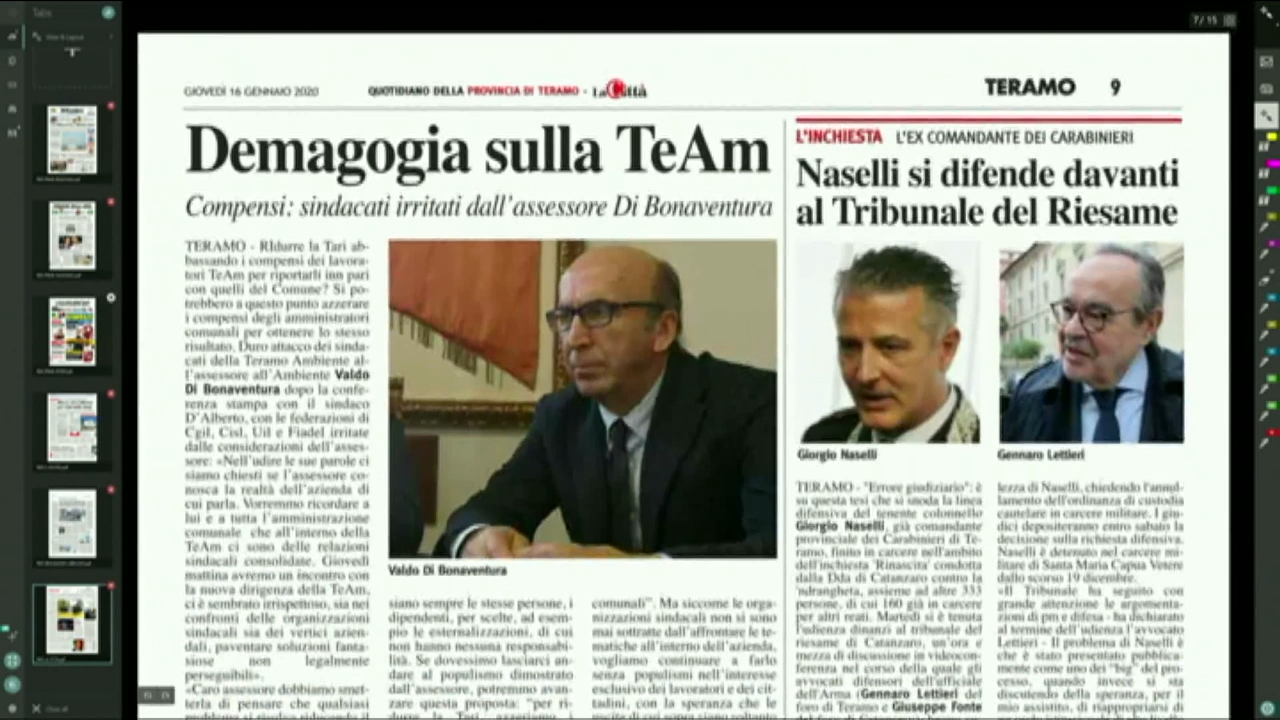 Tabs
7 / 15
GIOVEDÌ 16 GENNAIO 2020
QUOTIDIANO DELLA PROVINCIA DI TERAMO - La Città
TERAMO 9
Demagogia sulla TeAm
Compensi: sindacati irritati dall'assessore Di Bonaventura
TERAMO - RIdurre la Tari ab-
bassando i compensi dei lavora-
tori TeAm per riportarli inn pari
con quelli del Comune? Si po-
trebbero a questo punto azzerare
i compensi degli amministratori
comunali per ottenere lo stesso
risultato. Duro attacco dei sinda-
cati della Teramo Ambiente al-
l'assessore all'Ambiente Valdo
Di Bonaventura dopo la confe-
renza stampa con il sindaco
D'Alberto, con le federazioni di
Cgil, Cisl, Uil e Fiadel irritate
dalle considerazioni dell'asses-
sore: «Nell'udire le sue parole ci
siamo chiesti se l'assessore co-
nosca la realtà dell'azienda di
cui parla. Vorremmo ricordare a
lui e a tutta l'amministrazione
comunale che all'interno della
TeAm ci sono delle relazioni
sindacali consolidate. Giovedì
mattina avremo un incontro con
la nuova dirigenza della TeAm,
ci è sembrato irrispettoso, sia nei
confronti delle organizzazioni
sindacali sia dei vertici azien-
dali, paventare soluzioni fanta-
siose non legalmente
perseguibili».
«Caro assessore dobbiamo smet-
terla di pensare che qualsiasi
Valdo Di Bonaventura
siano sempre le stesse persone, i
dipendenti, per scelte, ad esem-
pio le esternalizzazioni, di cui
non hanno nessuna responsabi-
lità. Se dovessimo lasciarci an-
dare al populismo dimostrato
dall'assessore, potremmo avan-
zare questa proposta: "per ri-
durre la Tari, azzeriamo i
comunali". Ma siccome le orga-
nizzazioni sindacali non si sono
mai sottratte dall'affrontare le te-
matiche all'interno dell'azienda,
vogliamo continuare a farlo
senza populismi nell'interesse
esclusivo dei lavoratori e dei cit-
tadini, con la speranza che le
L'INCHIESTA L'EX COMANDANTE DEI CARABINIERI
Naselli si difende davanti
al Tribunale del Riesame
Giorgio Naselli
Gennaro Lettieri
TERAMO - "Errore giudiziario": è
su questa tesi che si snoda la linea
difensiva del tenente colonnello
Giorgio Naselli, già comandante
provinciale dei Carabinieri di Te-
ramo, finito in carcere nell'ambito
dell'inchiesta 'Rinascita' condotta
dalla Dda di Catanzaro contro la
'ndrangheta, assieme ad altre 333
persone, di cui 160 già in carcere
per altri reati. Martedì si è tenuta
l'udienza dinanzi al tribunale del
riesame di Catanzaro, un'ora e
mezza di discussione in videocon-
ferenza nel corso della quale gli
avvocati difensori dell'ufficiale
dell'Arma (Gennaro Lettieri del
foro di Teramo e Giuseppe Fonte
lezza di Naselli, chiedendo l'annul-
lamento dell'ordinanza di custodia
cautelare in carcere militare. I giu-
dici depositeranno entro sabato la
decisione sulla richiesta difensiva.
Naselli è detenuto nel carcere mi-
litare di Santa Maria Capua Vetere
dallo scorso 19 dicembre.
«Il Tribunale ha seguito con
grande attenzione le argomenta-
zioni di pm e difesa - ha dichiarato
al termine dell'udienza l'avvocato
Lettieri - Il problema di Naselli è
che è stato presentato pubblica-
mente come uno dei "big" del pro-
cesso, quando invece si sta
discutendo della speranza, per il
mio assistito, di riappropriarsi di